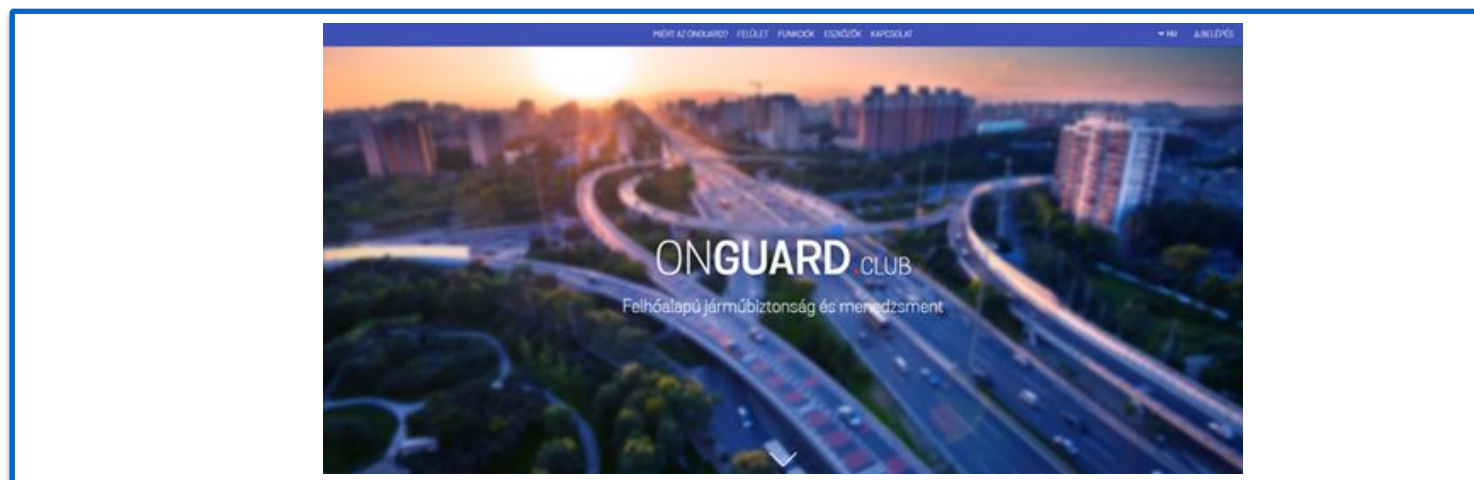 MIÉRT AZ ONGUARD? FELÜLET FUNKCIÓK ESZKÖZÖK KAPCSOLAT HU BELÉPÉS
ONGUARD.CLUB
Felhőalapú járműbiztonság és menedzsment